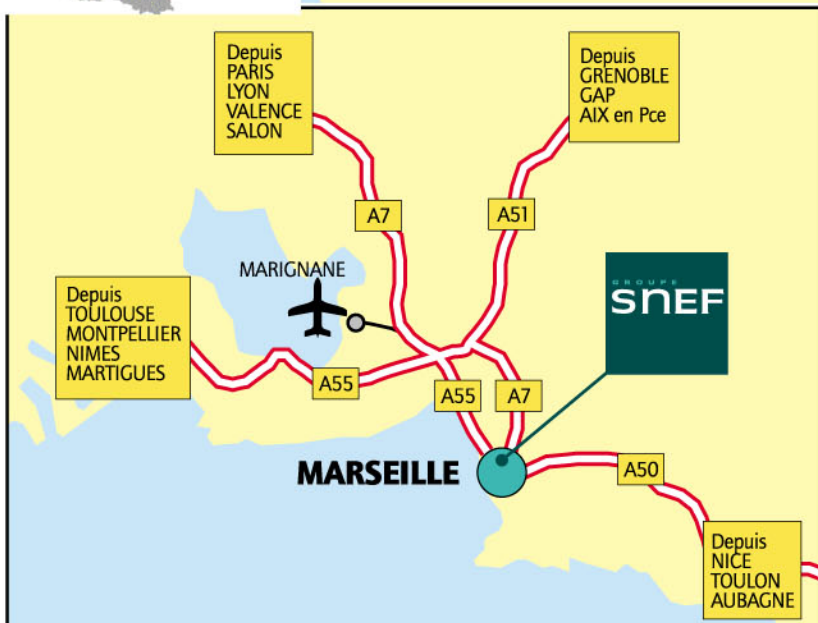 Depuis
PARIS
LYON
VALENCE
SALON
Depuis
GRENOBLE
GAP
AIX en Pce
A7
A51
GROUPE
SNEF
MARIGNANE
Depuis
TOULOUSE
MONTPELLIER
NIMES
MARTIGUES
A55
A55
A7
MARSEILLE
A50
Depuis
NICE
TOULON
AUBAGNE